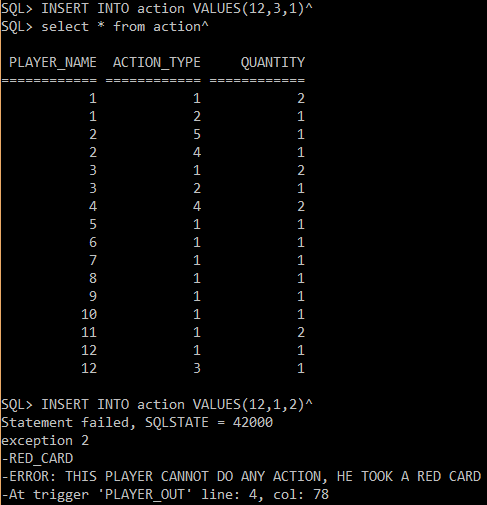 SQL> INSERT INTO action VALUES(12,3,1)^
SQL> select * from action^
PLAYER_NAME ACTION_TYPE QUANTITY
============ ============ ============
1 1 2
1 2 1
2 5 1
2 4 1
3 1 2
3 2 1
4 4 2
5 1 1
6 1 1
7 1 1
8 1 1
9 1 1
10 1 1
11 1 2
12 1 1
12 3 1
SQL> INSERT INTO action VALUES(12,1,2)^
Statement failed, SQLSTATE = 42000
exception 2
-RED_CARD
-ERROR: THIS PLAYER CANNOT DO ANY ACTION, HE TOOK A RED CARD
-At trigger 'PLAYER_OUT' line: 4, col: 78